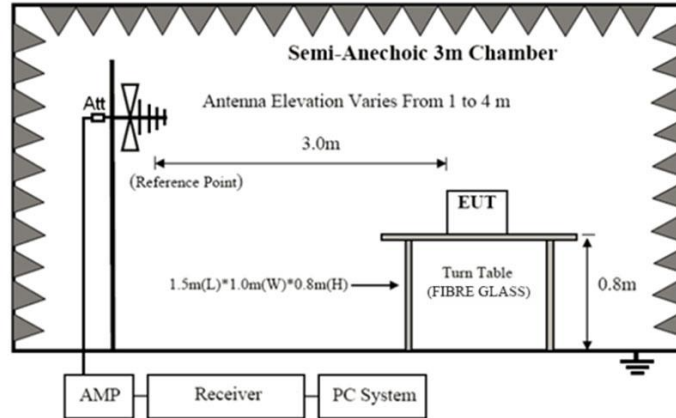 Semi-Anechoic 3m Chamber
Att
Antenna Elevation Varies From 1 to 4 m
3.0m
(Reference Point)
EUT
1.5m(L)*1.0m(W)*0.8m(H)
Turn Table
(FIBRE GLASS)
0.8m
AMP
Receiver
PC System